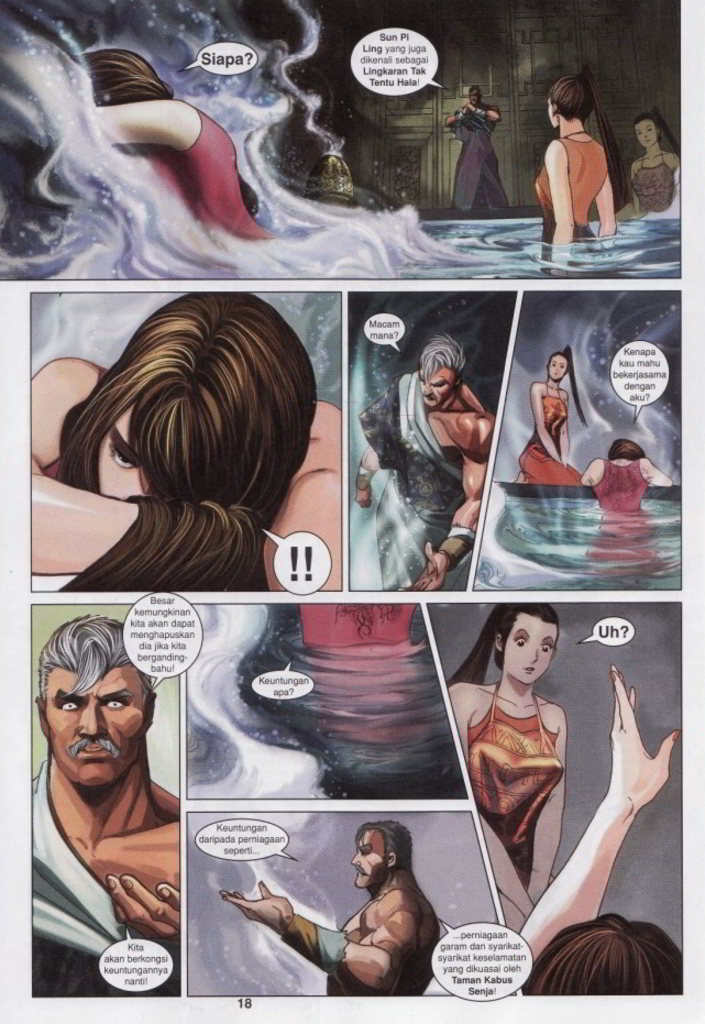 Siapa?
Sun Pi
Ling yang juga
dikenali sebagai
Lingkaran Tak
Tentu Hala!
!!
Macam
mana?
Kenapa
kau mahu
bekerjasama
dengan
aku?
Besar
kemungkinan
kita akan dapat
menghapuskan
dia jika kita
berganding-
bahu!
Kita
akan berkongsi
keuntungannya
nanti!
Keuntungan
apa?
Uh?
Keuntungan
daripada perniagaan
seperti...
...perniagaan
garam dan syarikat-
syarikat keselamatan
yang dikuasai oleh
Taman Kabus
Senja!
18